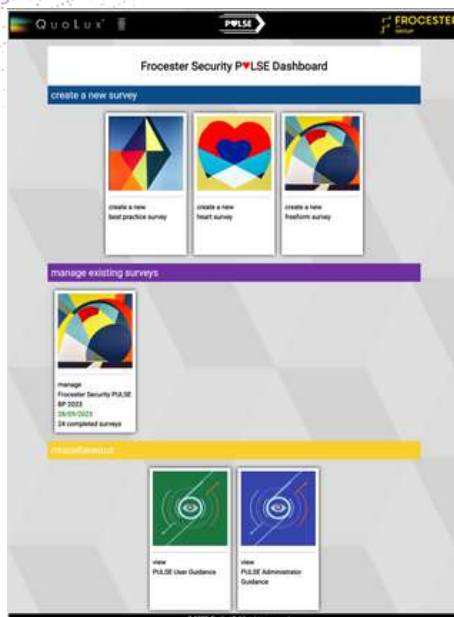 QuoLux
PULSE
FROCESTER
GROUP
Frocester Security P♥LSE Dashboard
create a new survey
create a new
best practice survey
create a new
heart survey
create a new
freeform survey
manage existing surveys
manage
Frocester Security PULSE
BP 2023
28/09/2023
24 completed surveys
miscellaneous
view
PULSE User Guidance
view
PULSE Administrator
Guidance